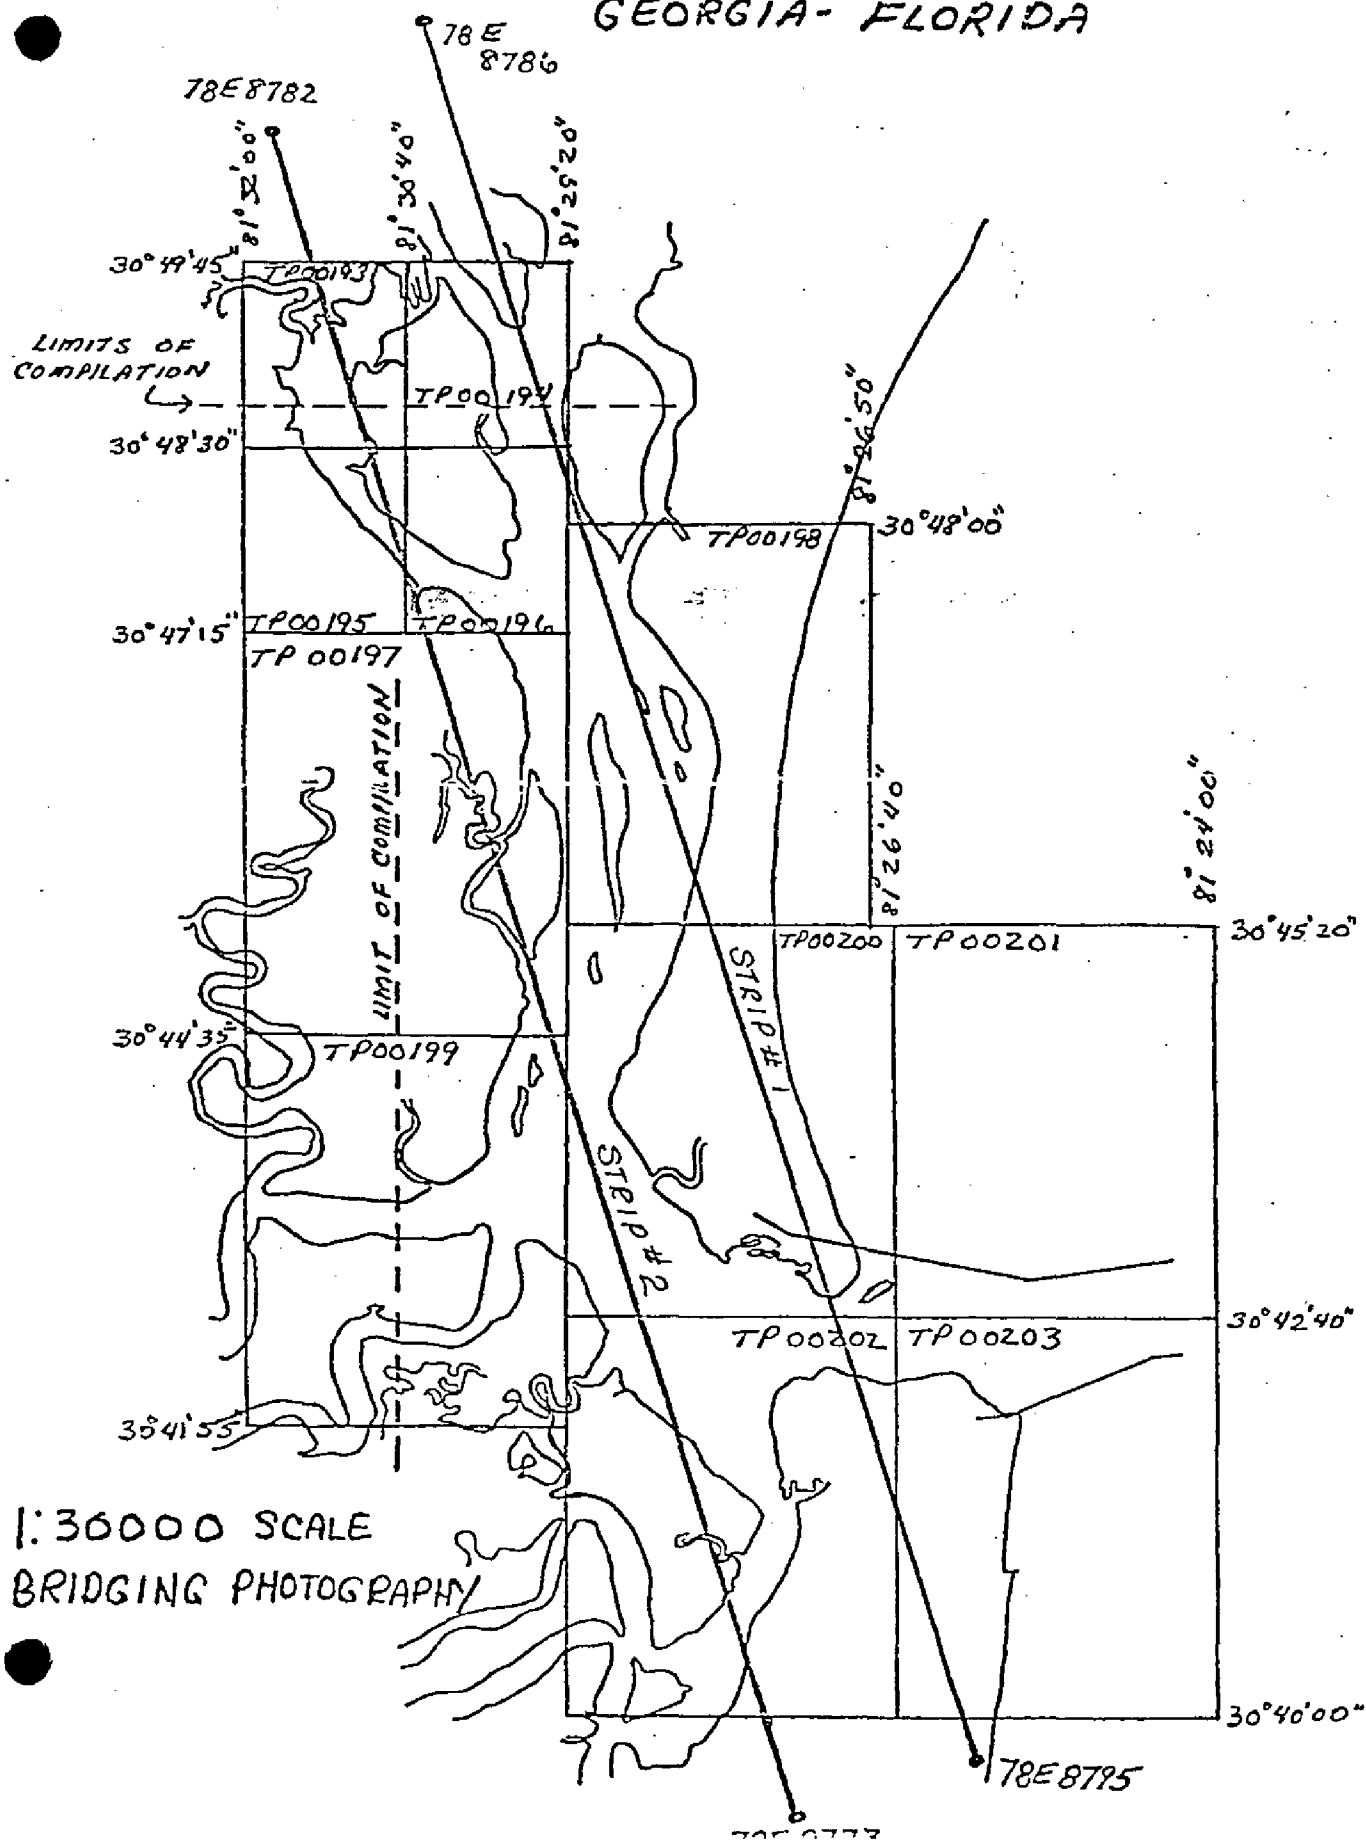 GEORGIA- FLORIDA
78E
8786
78E8782
81°32'00"
81°30'40"
81°29'20"
30°49'45"
TP00193
LIMITS OF
COMPILATION
TP00194
30°48'30"
81°26'50"
30°48'00"
TP00198
30°47'15"
TP00195
TP00196
TP00197
LIMIT OF COMPILATION
81°26'40"
81°24'00"
TP00200
TP00201
30°45'20"
STRIP #1
30°44'35"
TP00199
STRIP #2
30°42'40"
TP00202
TP00203
30°41'55"
1:30000 SCALE
BRIDGING PHOTOGRAPHY
30°40'00"
78E8795